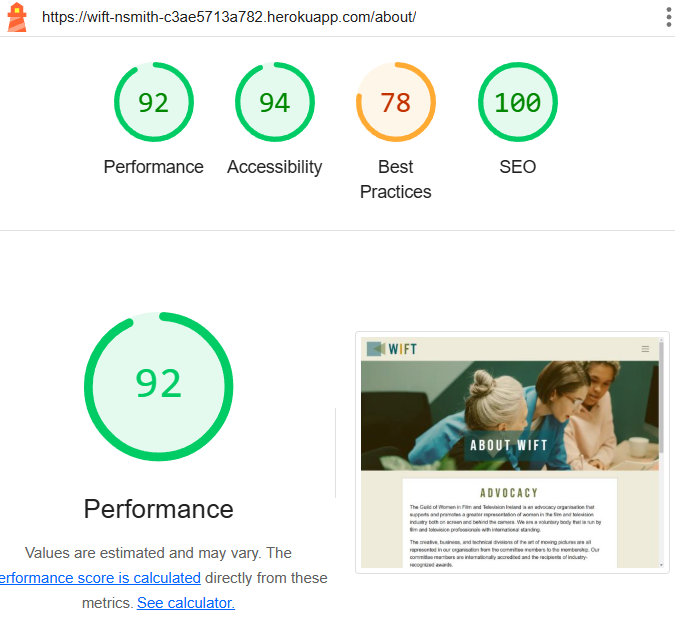 https://wift-nsmith-c3ae5713a782.herokuapp.com/about/
92
94
78
100
Performance
Accessibility
Best
Practices
SEO
92
Performance
Values are estimated and may vary. The
erformance score is calculated directly from these
metrics. See calculator.
WIFT
ABOUT WIFT
ADVOCACY
The Guild of Women in Film and Television Ireland is an advocacy organisation that
supports and promotes a greater representation of women in the film and television
industry both on screen and behind the camera. We are a voluntary body that is run by
film and television professionals with international standing.
The creative, business, and technical divisions of the art of moving pictures are all
represented in our organisation from the committee members to the membership. Our
committee members are internationally accredited and the recipients of industry-
recognized awards.